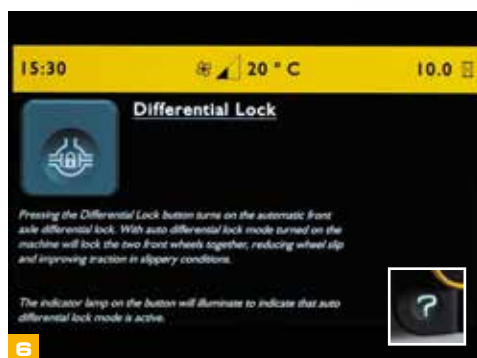 15:30 20 ° C 10.0
Differential Lock
Pressing the Differential Lock button turns on the automatic front
axle differential lock. With auto differential lock mode turned on the
machine will lock the two front wheels together, reducing wheel slip
and improving traction in slippery conditions.
The indicator lamp on the button will illuminate to indicate that auto
differential lock mode is active.
?
6